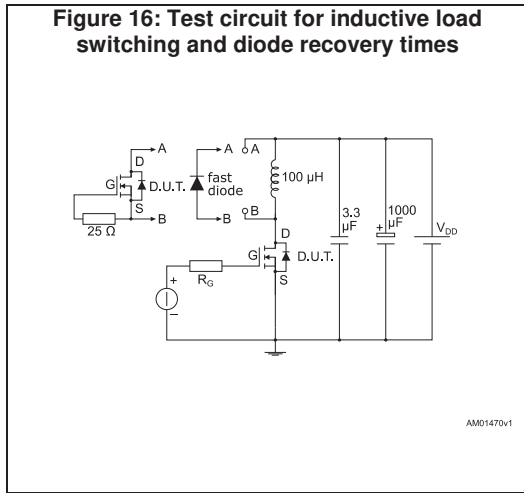 Figure 16: Test circuit for inductive load
switching and diode recovery times
A
D
G
D.U.T.
S
25 Ω
B
A
fast
diode
B
A
100 µH
B
D
G
D.U.T.
S
3.3
µF
+
1000
µF
VDD
+
RG
−
AM01470v1